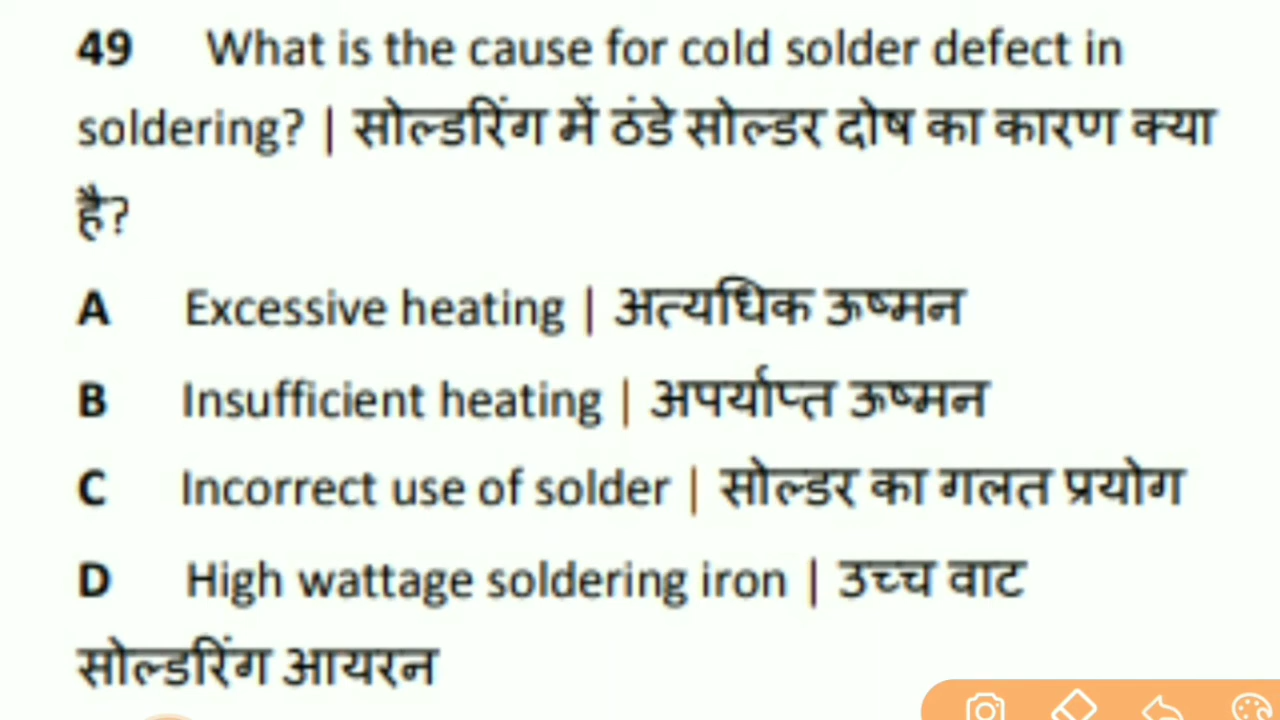 49 What is the cause for cold solder defect in
soldering? | सोल्डरिंग में ठंडे सोल्डर दोष का कारण क्या
है?
A Excessive heating | अत्यधिक ऊष्मन
B Insufficient heating | अपर्याप्त ऊष्मन
C Incorrect use of solder | सोल्डर का गलत प्रयोग
D High wattage soldering iron | उच्च वाट
सोल्डरिंग आयरन